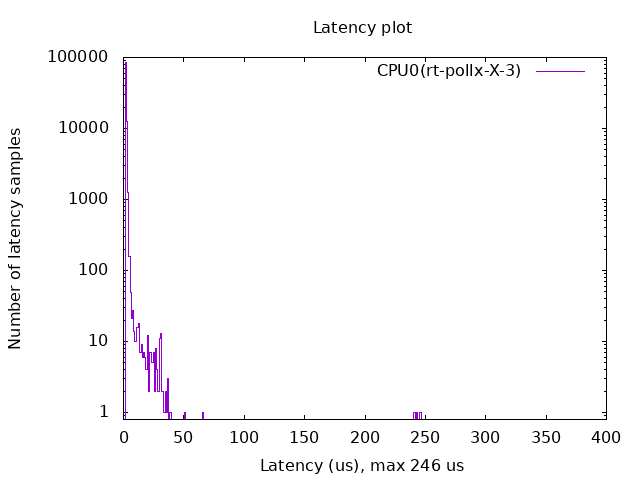 Latency plot
CPU0(rt-pollx-X-3)
Number of latency samples
100000
10000
1000
100
10
1
0 50 100 150 200 250 300 350 400
Latency (us), max 246 us